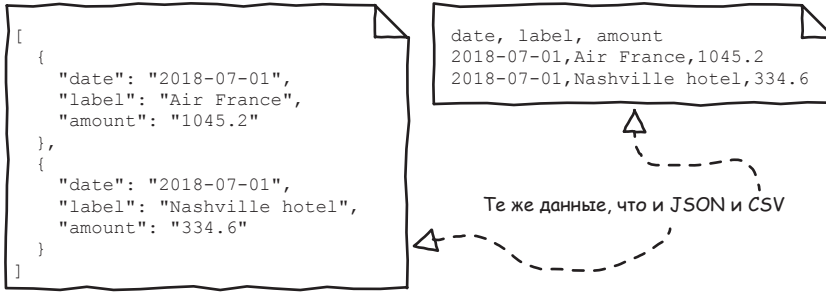 [
  {
    "date": "2018-07-01",
    "label": "Air France",
    "amount": "1045.2"
  },
  {
    "date": "2018-07-01",
    "label": "Nashville hotel",
    "amount": "334.6"
  }
]
date, label, amount
2018-07-01,Air France,1045.2
2018-07-01,Nashville hotel,334.6
Те же данные, что и JSON и CSV